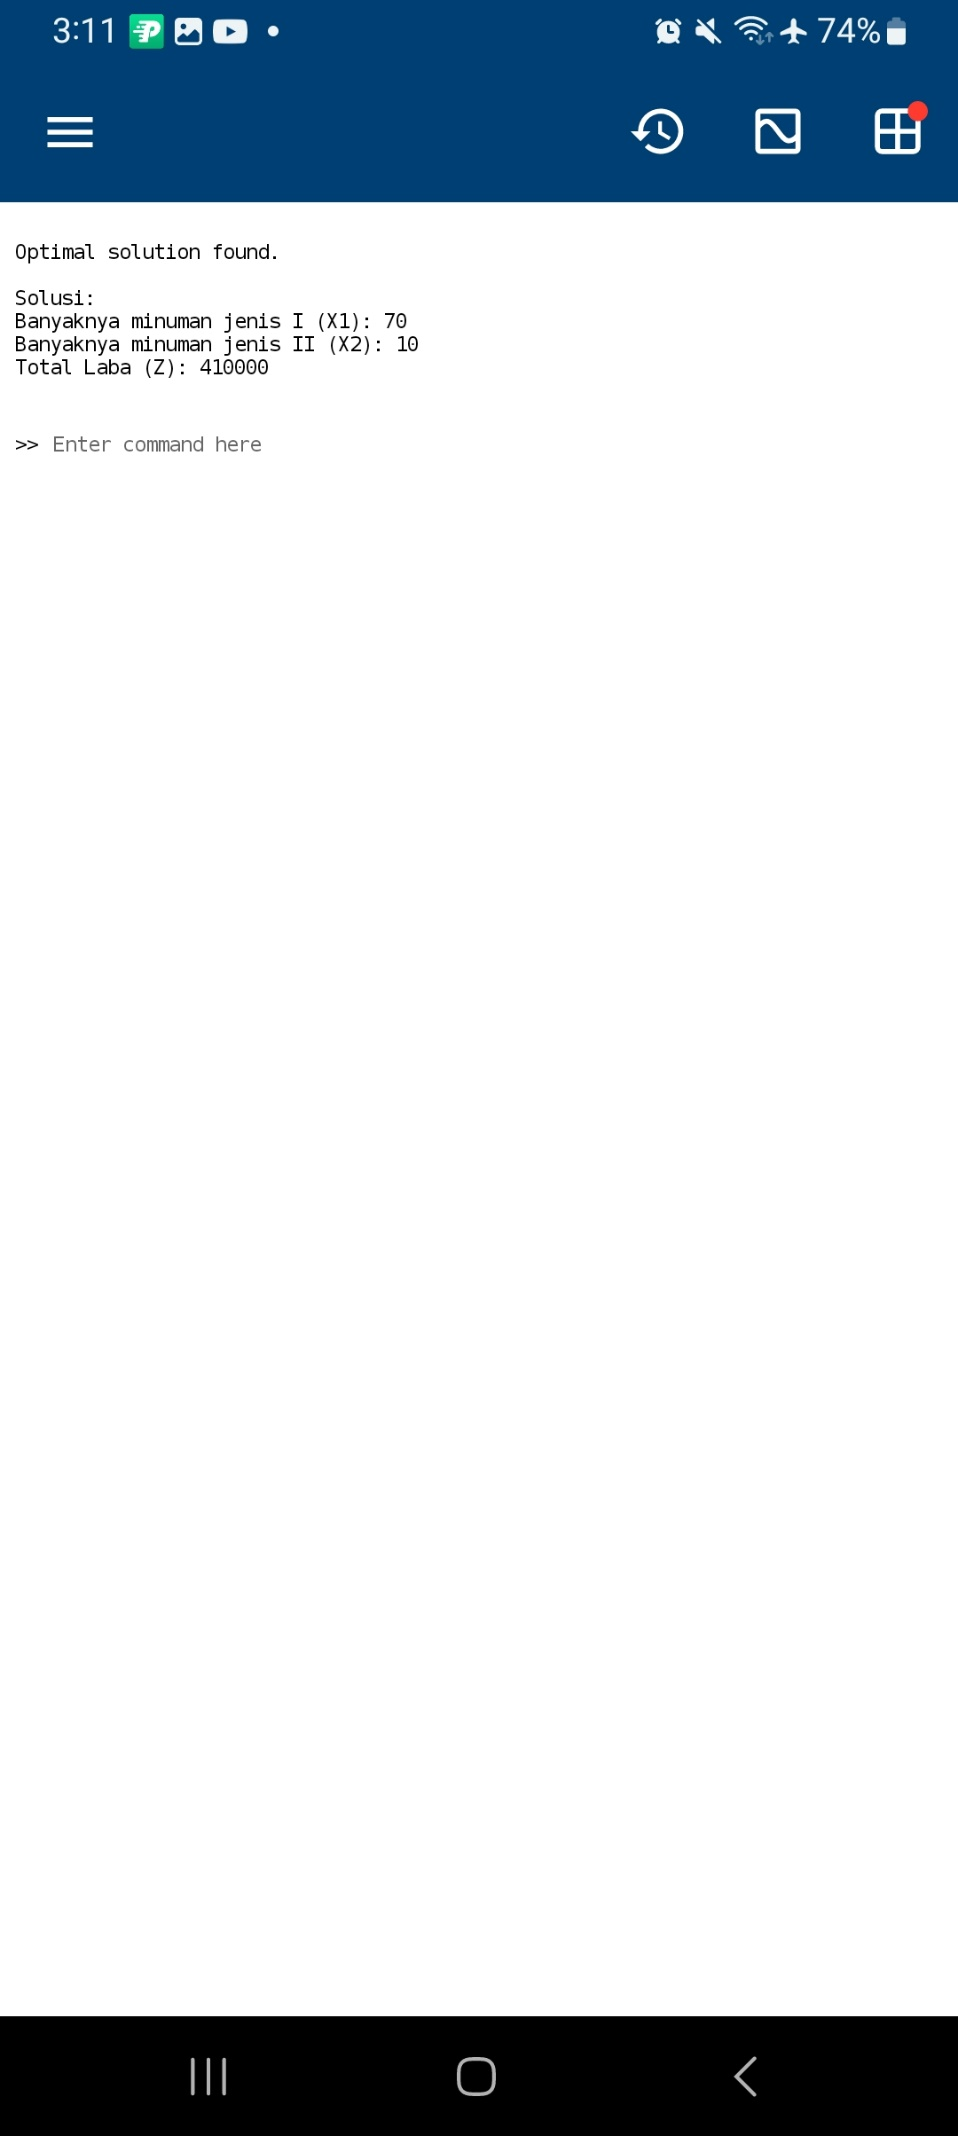 3:11
74%
Optimal solution found.
Solusi:
Banyaknya minuman jenis I (X1): 70
Banyaknya minuman jenis II (X2): 10
Total Laba (Z): 410000
>> Enter command here